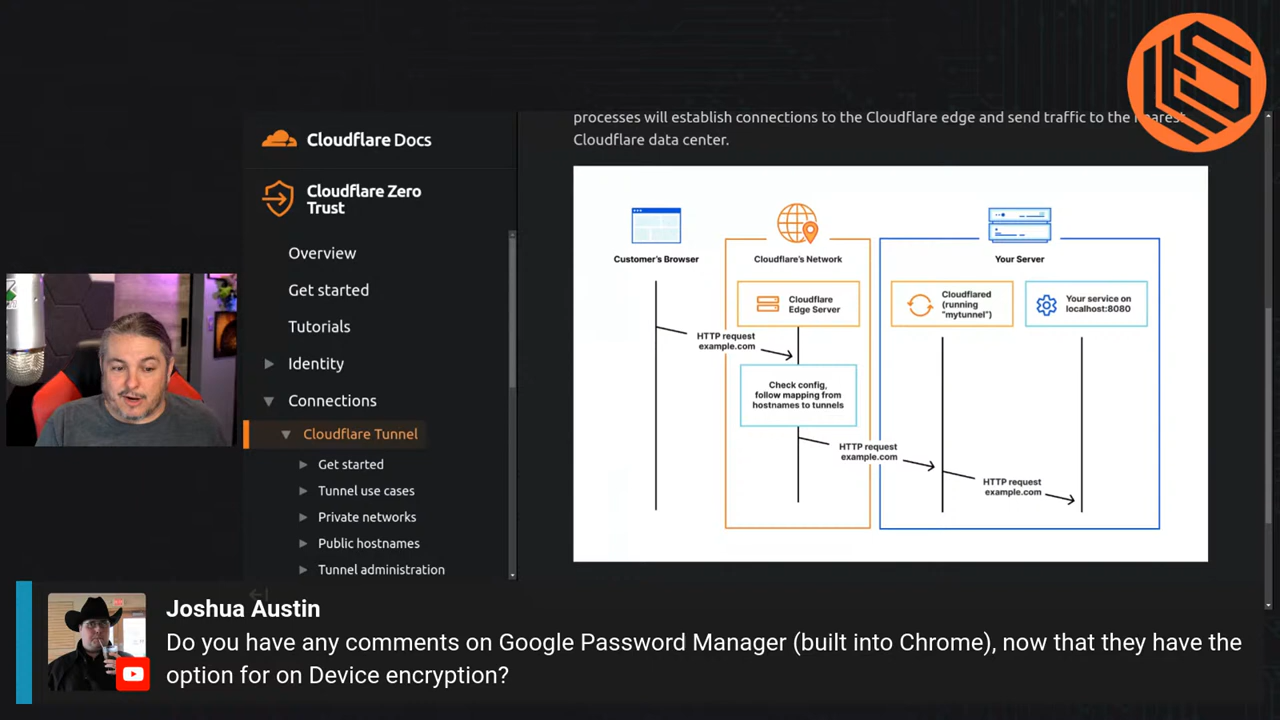 processes will establish connections to the Cloudflare edge and send traffic to the nearest
Cloudflare data center.
Cloudflare Docs
Cloudflare Zero
Trust
Overview
Get started
Tutorials
Identity
Connections
Cloudflare Tunnel
Get started
Tunnel use cases
Private networks
Public hostnames
Tunnel administration
Customer's Browser
Cloudflare's Network
Your Server
Cloudflare
Edge Server
Cloudflared
(running
"mytunnel")
Your service on
localhost:8080
HTTP request
example.com
Check config,
follow mapping from
hostnames to tunnels
HTTP request
example.com
HTTP request
example.com
Joshua Austin
Do you have any comments on Google Password Manager (built into Chrome), now that they have the
option for on Device encryption?